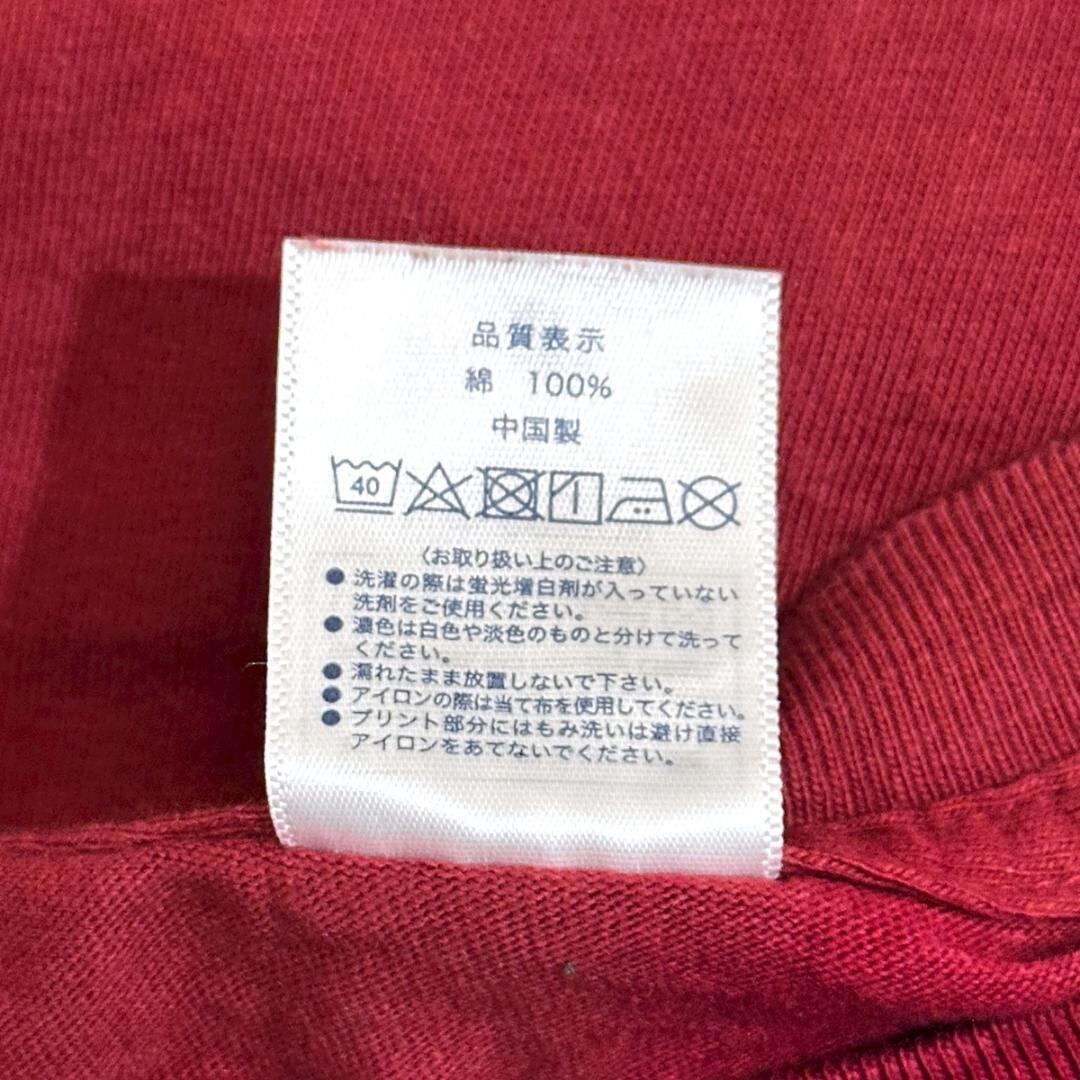 品質表示
綿 100%
中国製
40
〈お取り扱い上のご注意〉
● 洗濯の際は蛍光増白剤が入っていない
洗剤をご使用ください。
● 濃色は白色や淡色のものと分けて洗って
ください。
● 濡れたまま放置しないで下さい。
● アイロンの際は当て布を使用してください。
● プリント部分にはもみ洗いは避け直接
アイロンをあてないでください。